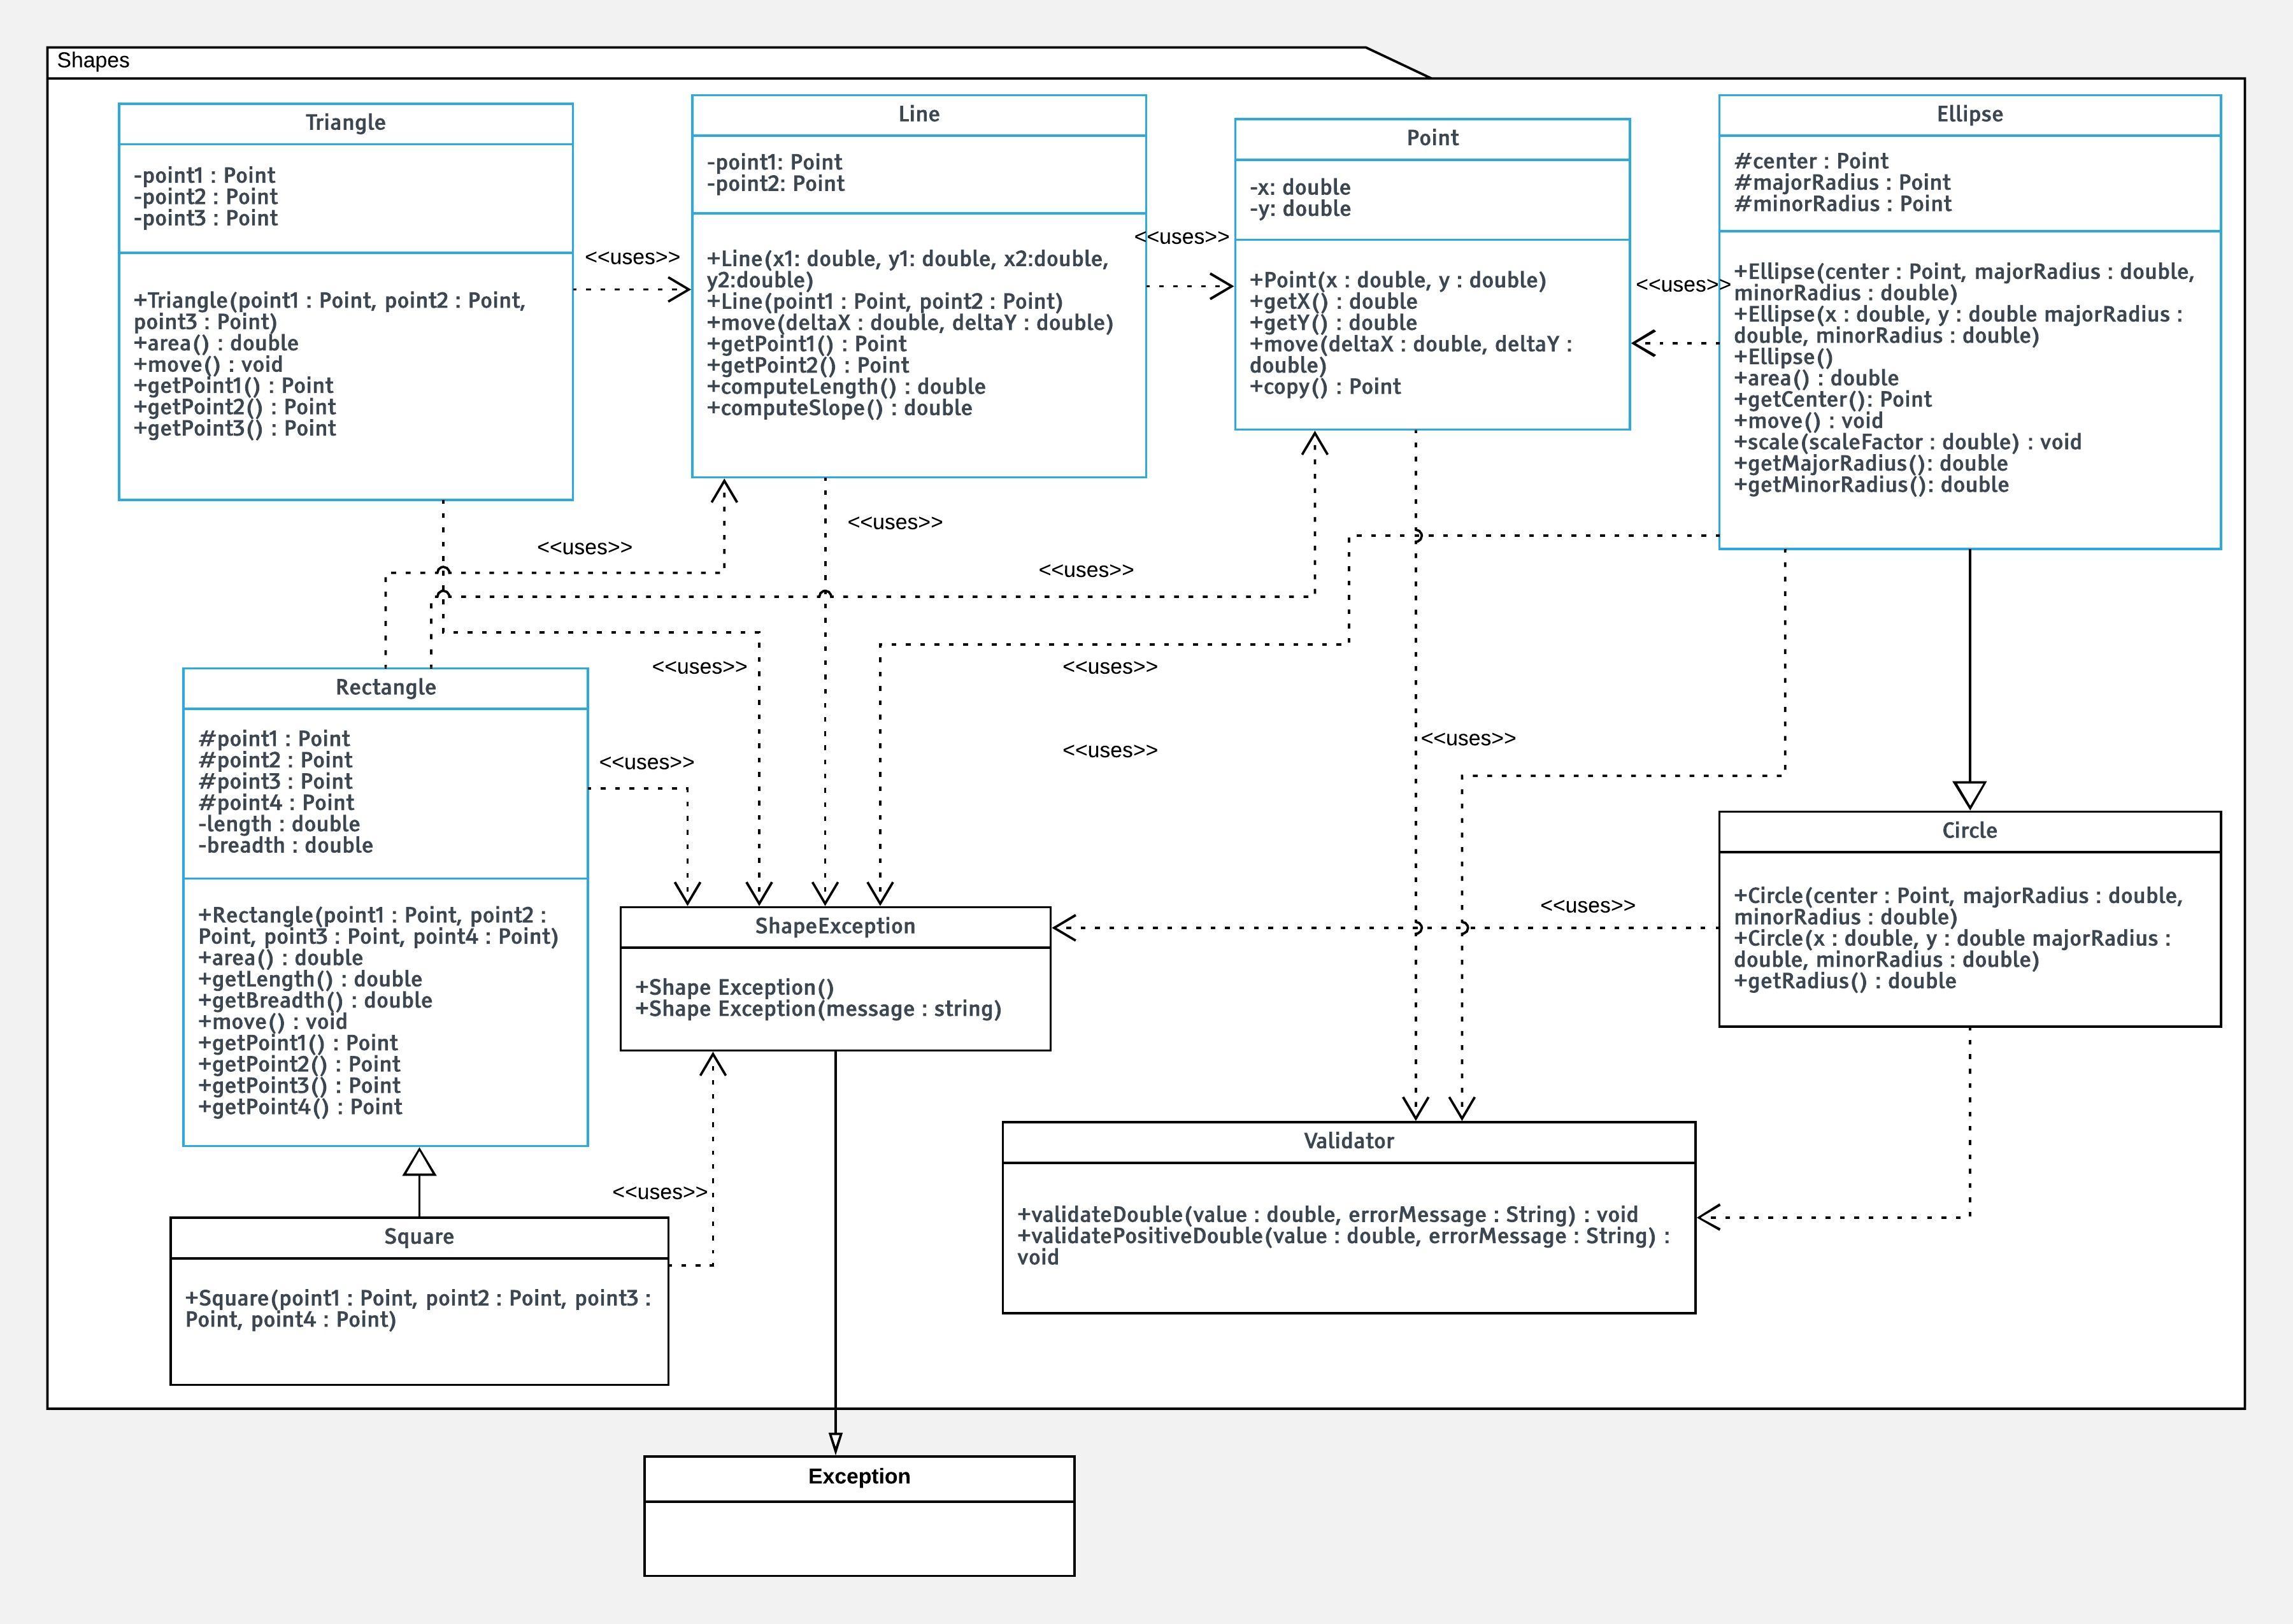 Shapes
Triangle
-point1 : Point
-point2 : Point
-point3 : Point
+Triangle(point1 : Point, point2 : Point,
point3 : Point)
+area() : double
+move() : void
+getPoint1() : Point
+getPoint2() : Point
+getPoint3() : Point
<<uses>>
Line
-point1: Point
-point2: Point
+Line(x1: double, y1: double, x2:double,
y2:double)
+Line(point1 : Point, point2 : Point)
+move(deltaX : double, deltaY : double)
+getPoint1() : Point
+getPoint2() : Point
+computeLength() : double
+computeSlope() : double
<<uses>>
Point
-x: double
-y: double
+Point(x : double, y : double)
+getX() : double
+getY() : double
+move(deltaX : double, deltaY :
double)
+copy() : Point
<<uses>>
Ellipse
#center : Point
#majorRadius : Point
#minorRadius : Point
+Ellipse(center : Point, majorRadius : double,
minorRadius : double)
+Ellipse(x : double, y : double majorRadius :
double, minorRadius : double)
+Ellipse()
+area() : double
+getCenter(): Point
+move() : void
+scale(scaleFactor : double) : void
+getMajorRadius(): double
+getMinorRadius(): double
<<uses>>
<<uses>>
<<uses>>
<<uses>>
<<uses>>
<<uses>>
<<uses>>
<<uses>>
Rectangle
#point1 : Point
#point2 : Point
#point3 : Point
#point4 : Point
-length : double
-breadth : double
+Rectangle(point1 : Point, point2 :
Point, point3 : Point, point4 : Point)
+area() : double
+getLength() : double
+getBreadth() : double
+move() : void
+getPoint1() : Point
+getPoint2() : Point
+getPoint3() : Point
+getPoint4() : Point
ShapeException
+Shape Exception()
+Shape Exception(message : string)
<<uses>>
Circle
+Circle(center : Point, majorRadius : double,
minorRadius : double)
+Circle(x : double, y : double majorRadius :
double, minorRadius : double)
+getRadius() : double
<<uses>>
Square
+Square(point1 : Point, point2 : Point, point3 :
Point, point4 : Point)
Validator
+validateDouble(value : double, errorMessage : String) : void
+validatePositiveDouble(value : double, errorMessage : String) :
void
Exception